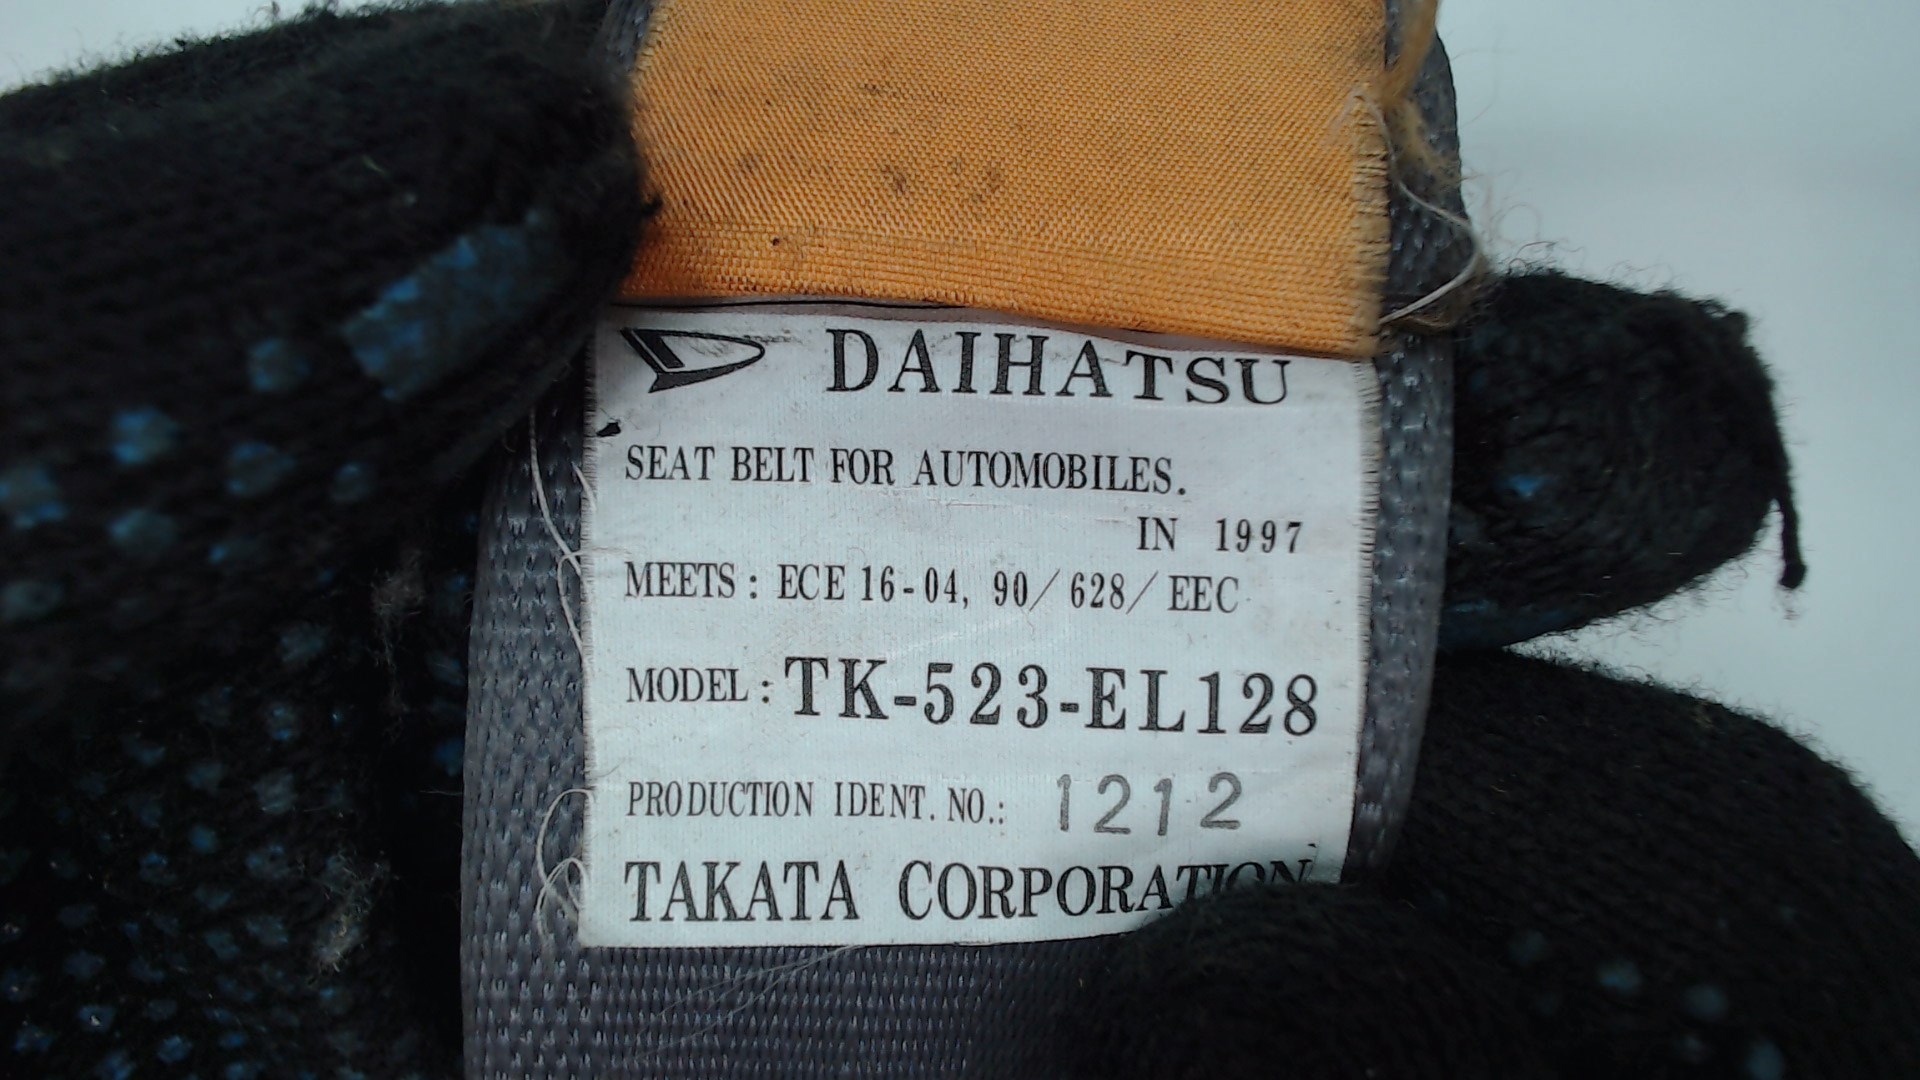 DAIHATSU
SEAT BELT FOR AUTOMOBILES.
IN 1997
MEETS : ECE 16-04, 90/628/EEC
MODEL : TK-523-EL128
PRODUCTION IDENT. NO.: 1212
TAKATA CORPORATION